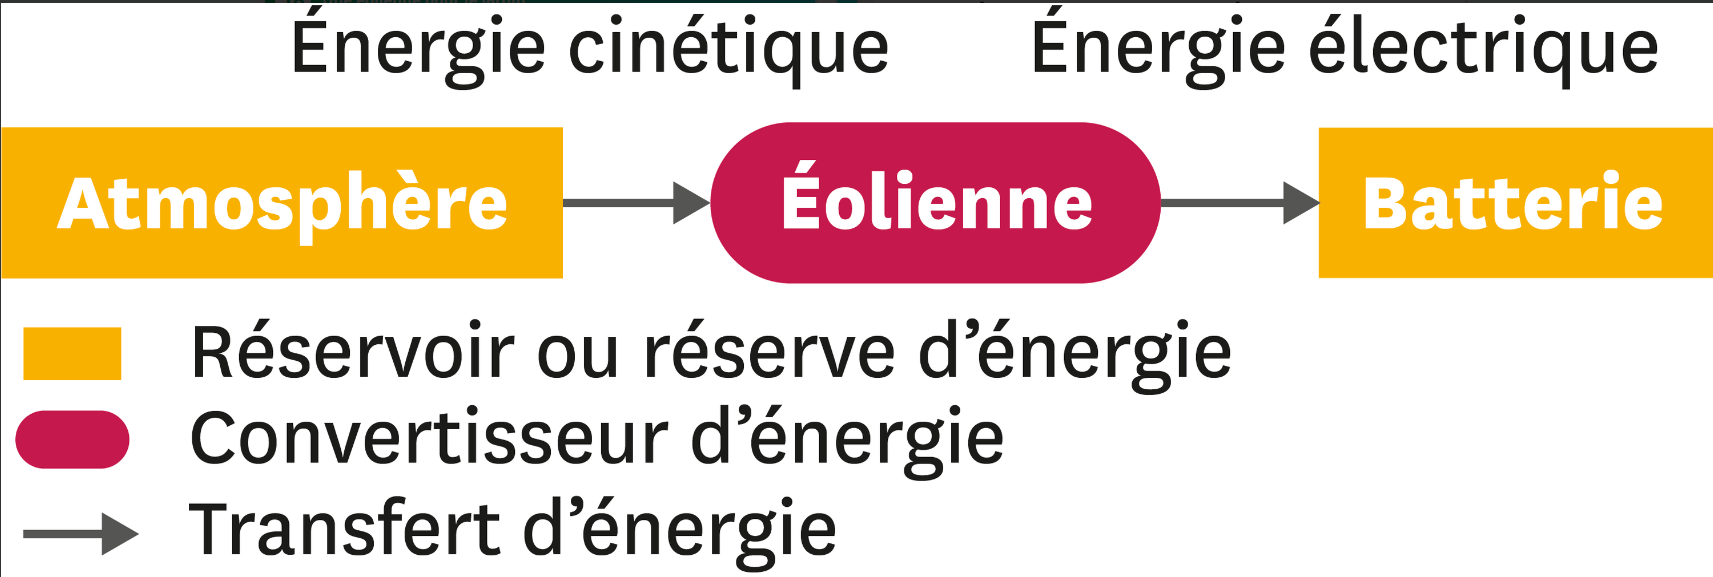 Énergie cinétique Énergie électrique
Atmosphère Éolienne Batterie
Réservoir ou réserve d’énergie
Convertisseur d’énergie
Transfert d’énergie